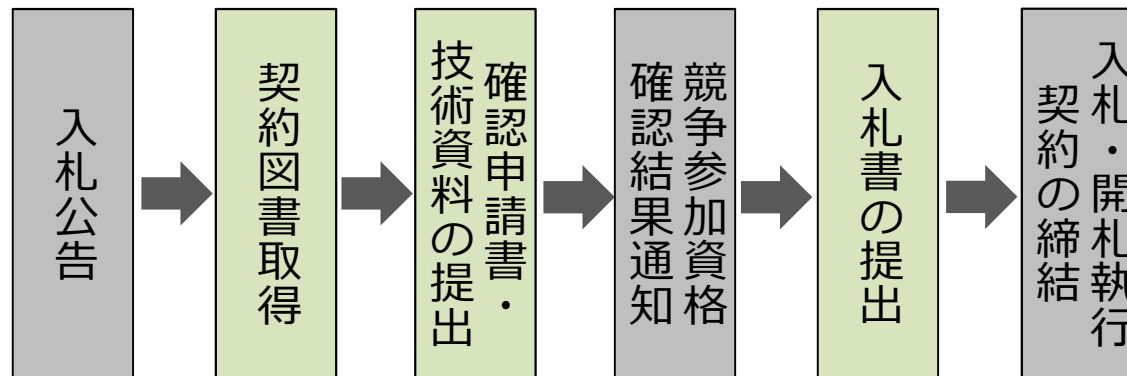 入札公告
契約図書取得
確認申請書・
技術資料の提出
競争参加資格
確認結果通知
入札書の提出
入札・開札執行
契約の締結